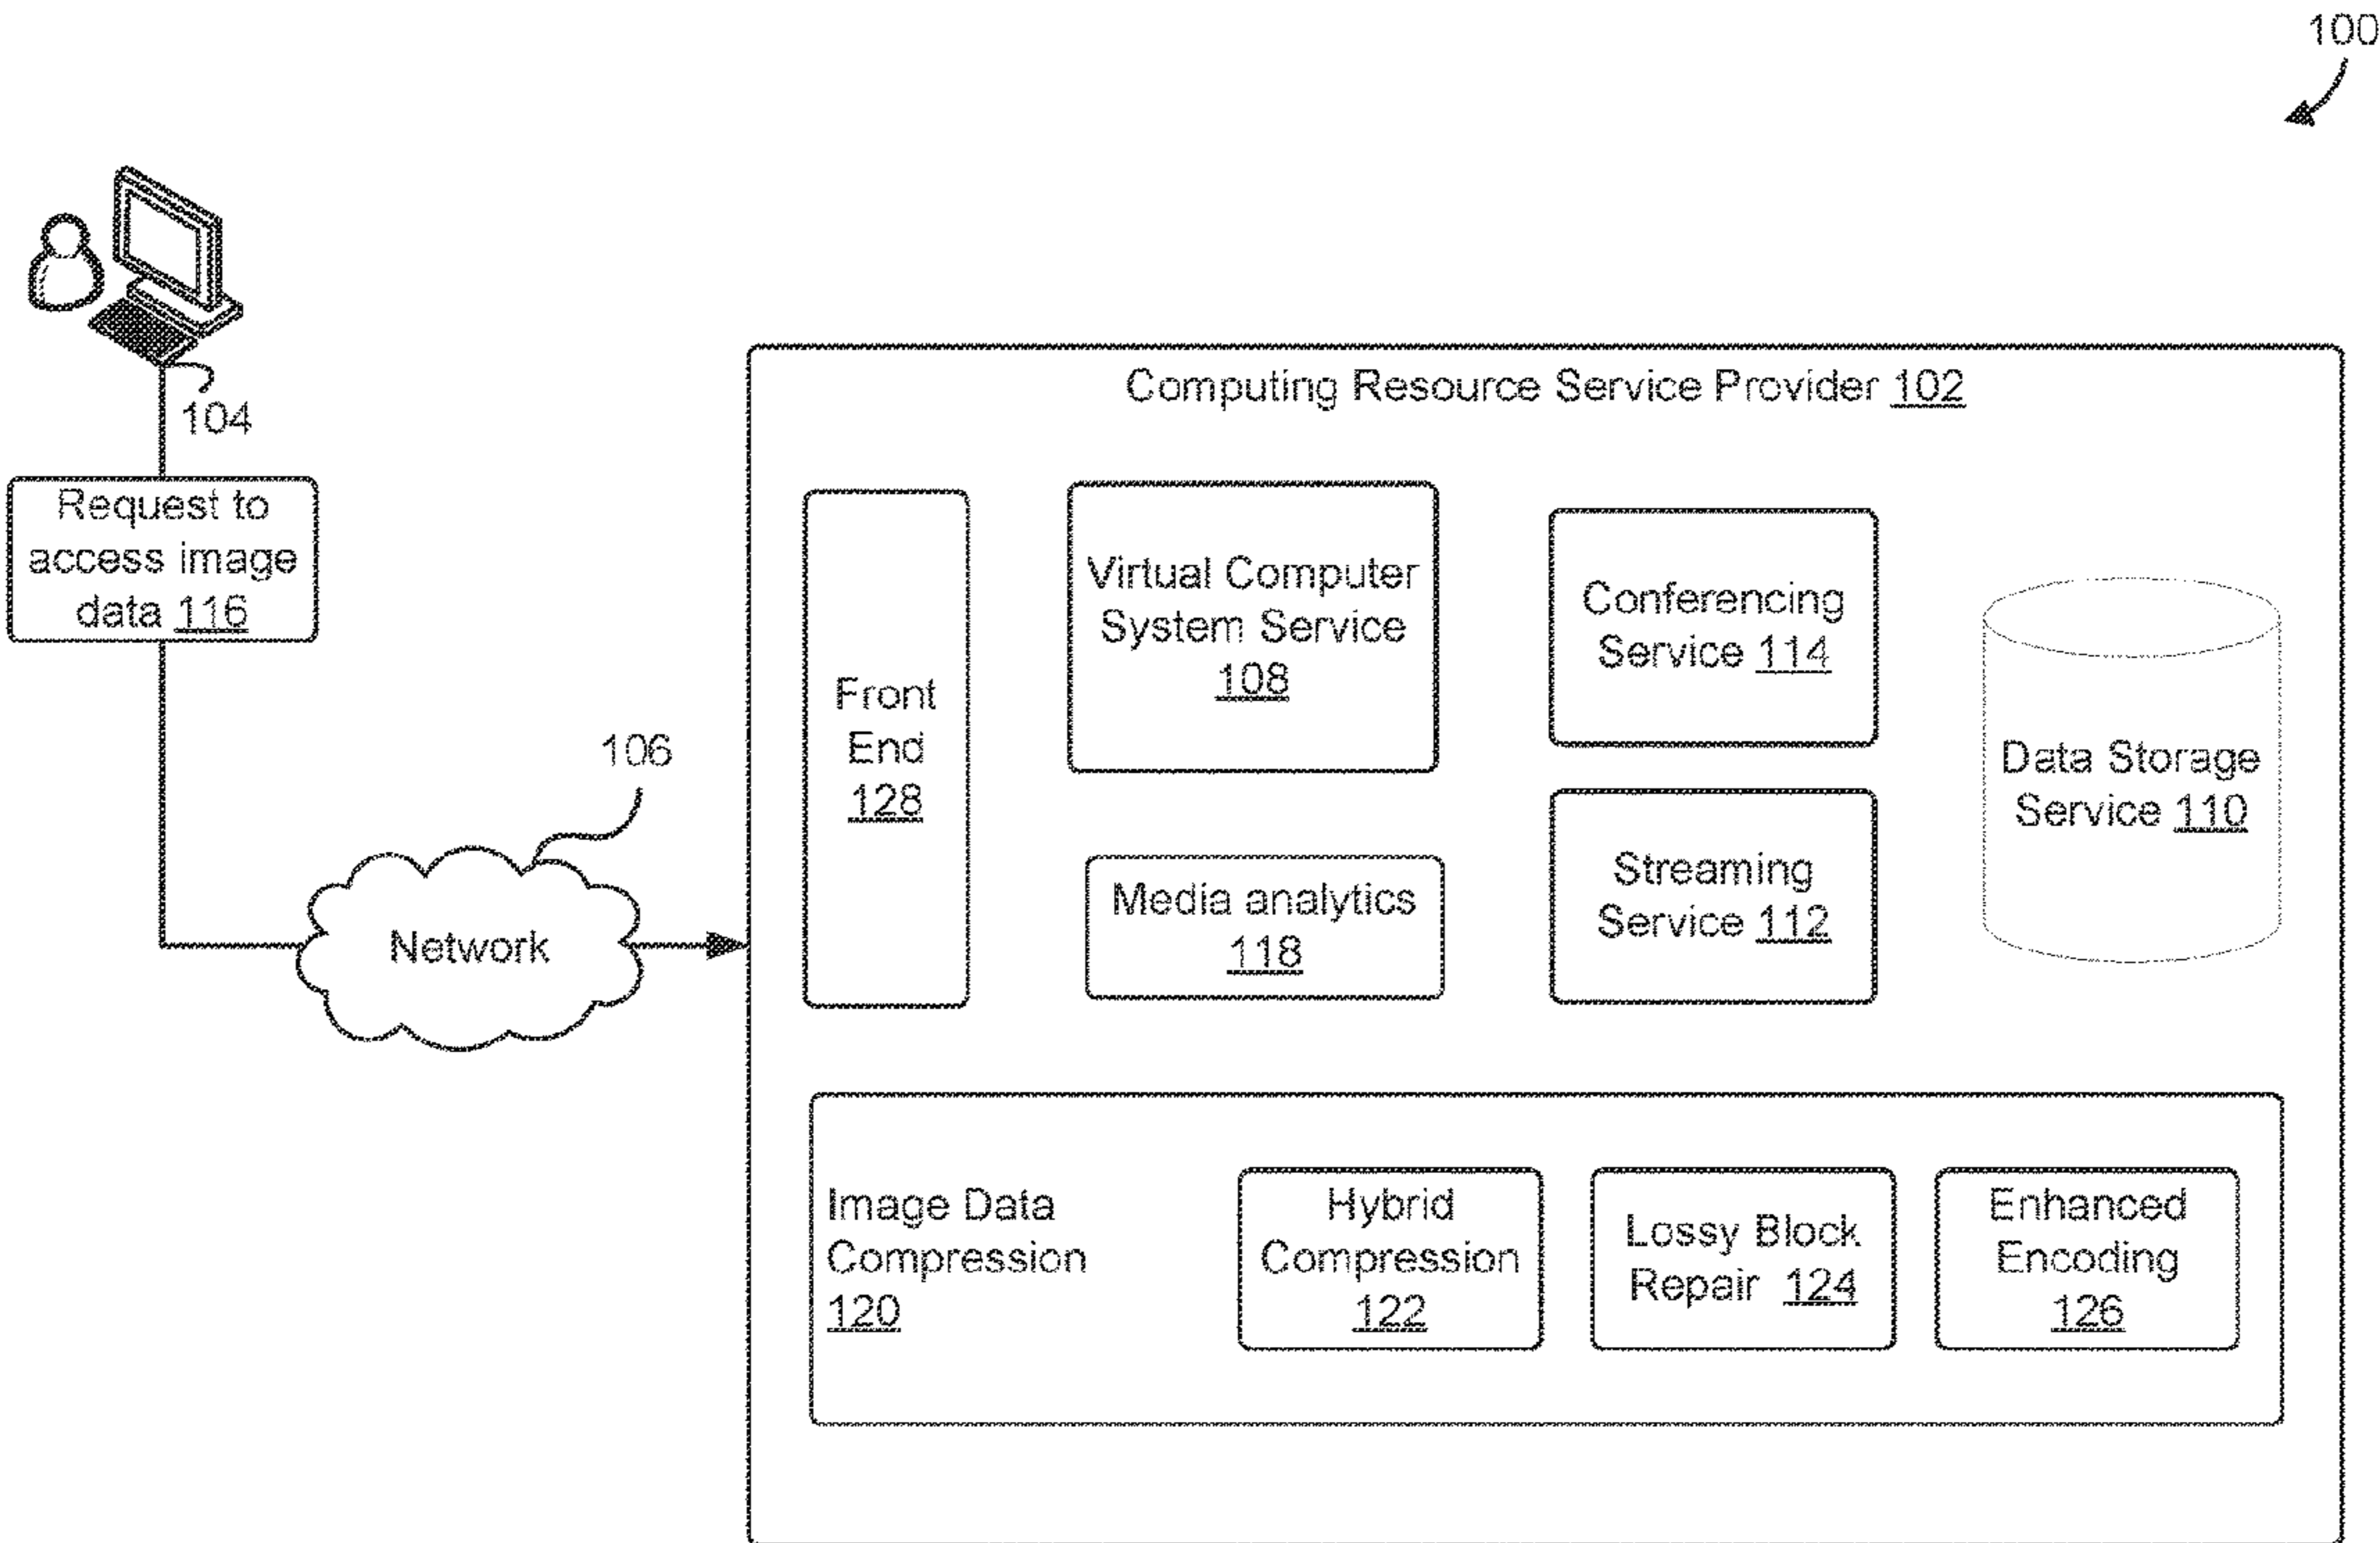 100
104
Request to
access image
data 116
106
Network
Computing Resource Service Provider 102
Front
End
128
Virtual Computer
System Service
108
Conferencing
Service 114
Data Storage
Service 110
Media analytics
118
Streaming
Service 112
Image Data
Compression
120
Hybrid
Compression
122
Lossy Block
Repair 124
Enhanced
Encoding
126